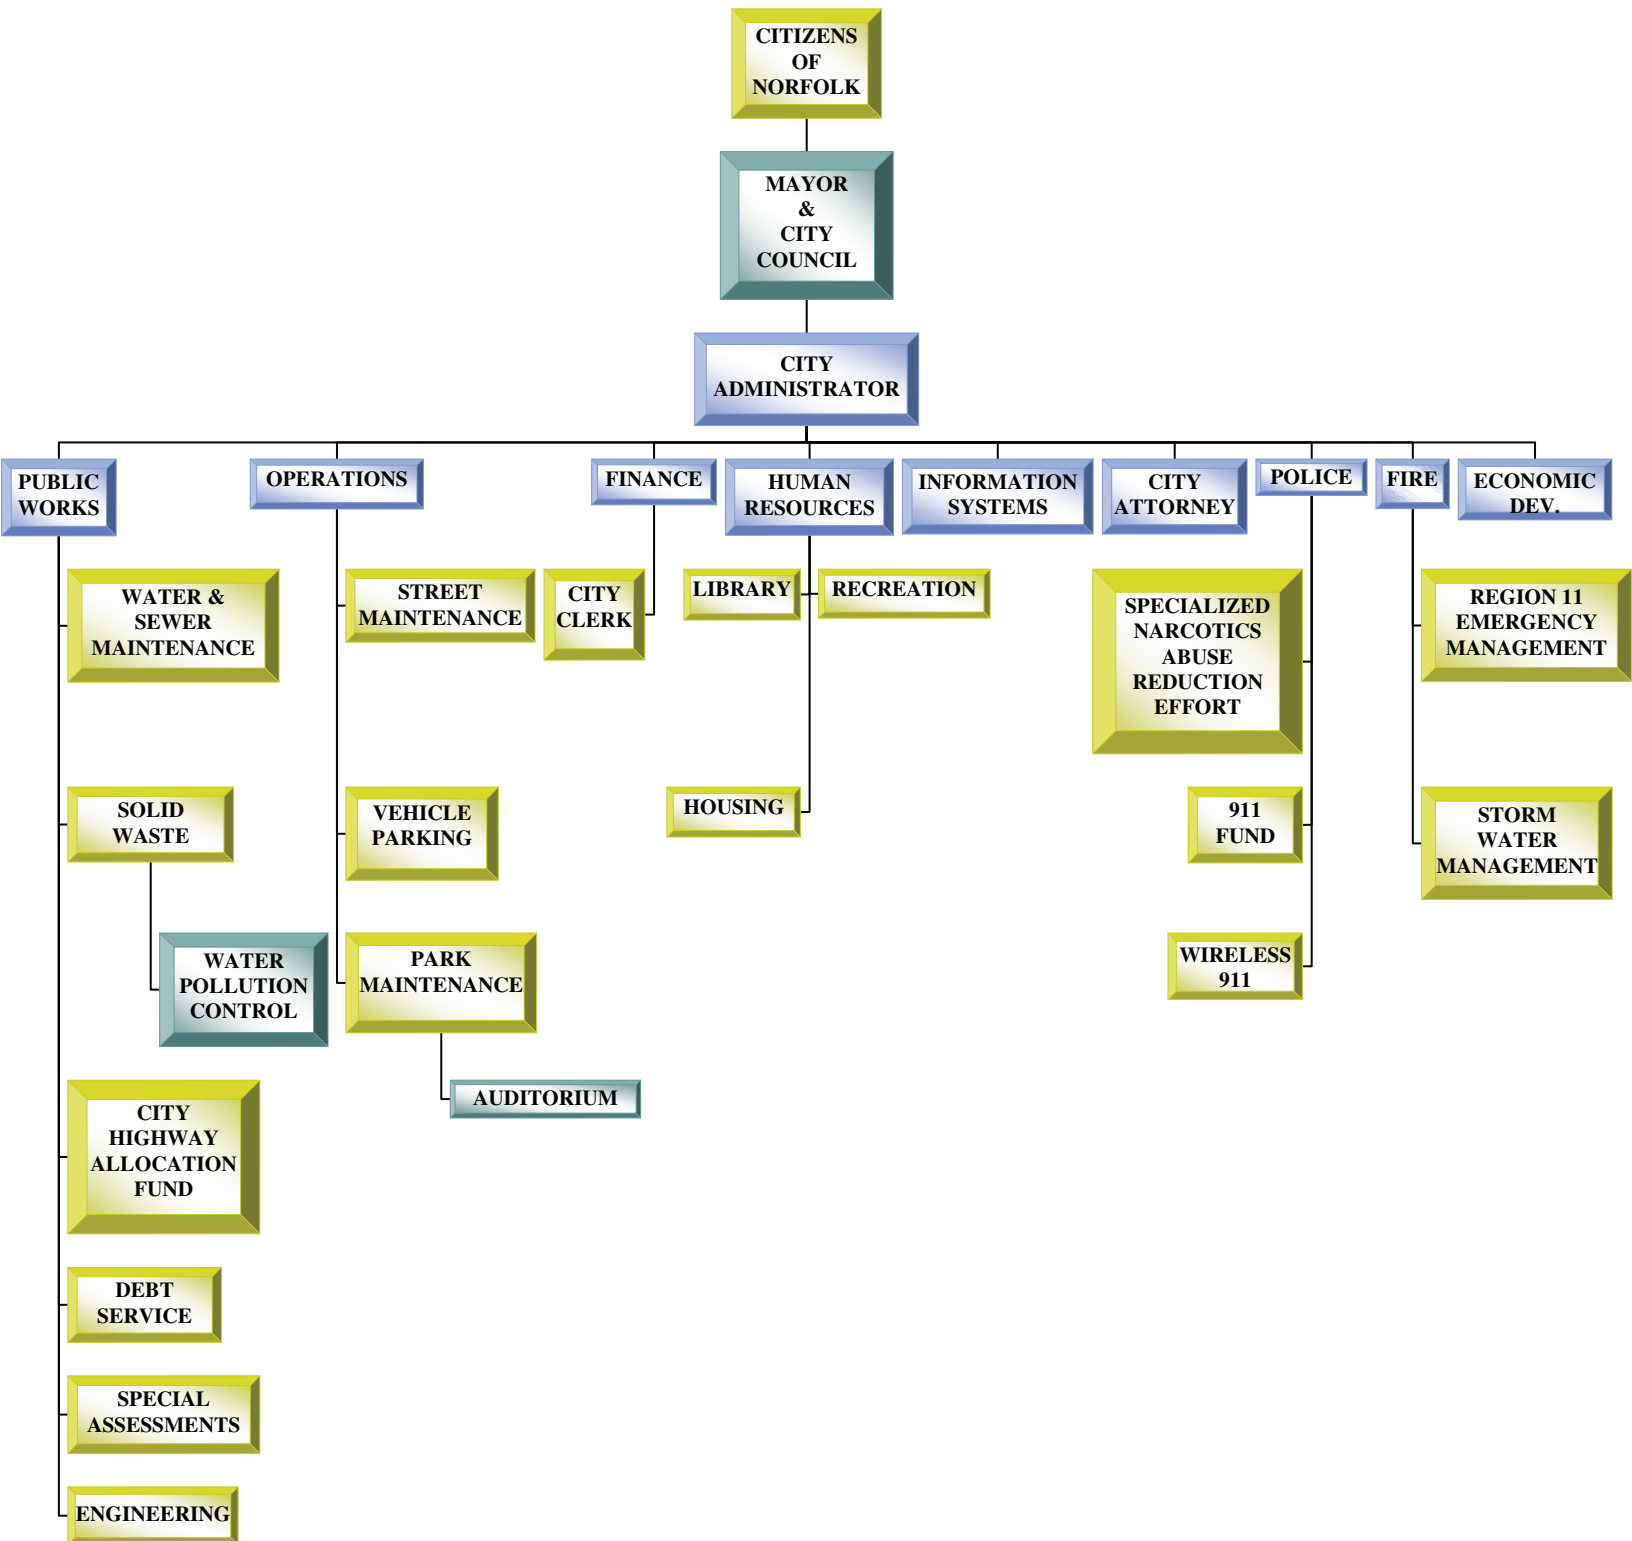 CITIZENS
OF
NORFOLK
MAYOR
&
CITY
COUNCIL
CITY
ADMINISTRATOR
PUBLIC
WORKS
OPERATIONS
FINANCE
HUMAN
RESOURCES
INFORMATION
SYSTEMS
CITY
ATTORNEY
POLICE
FIRE
ECONOMIC
DEV.
WATER &
SEWER
MAINTENANCE
STREET
MAINTENANCE
CITY
CLERK
LIBRARY
RECREATION
SPECIALIZED
NARCOTICS
ABUSE
REDUCTION
EFFORT
REGION 11
EMERGENCY
MANAGEMENT
SOLID
WASTE
VEHICLE
PARKING
HOUSING
911
FUND
STORM
WATER
MANAGEMENT
WATER
POLLUTION
CONTROL
PARK
MAINTENANCE
WIRELESS
911
AUDITORIUM
CITY
HIGHWAY
ALLOCATION
FUND
DEBT
SERVICE
SPECIAL
ASSESSMENTS
ENGINEERING